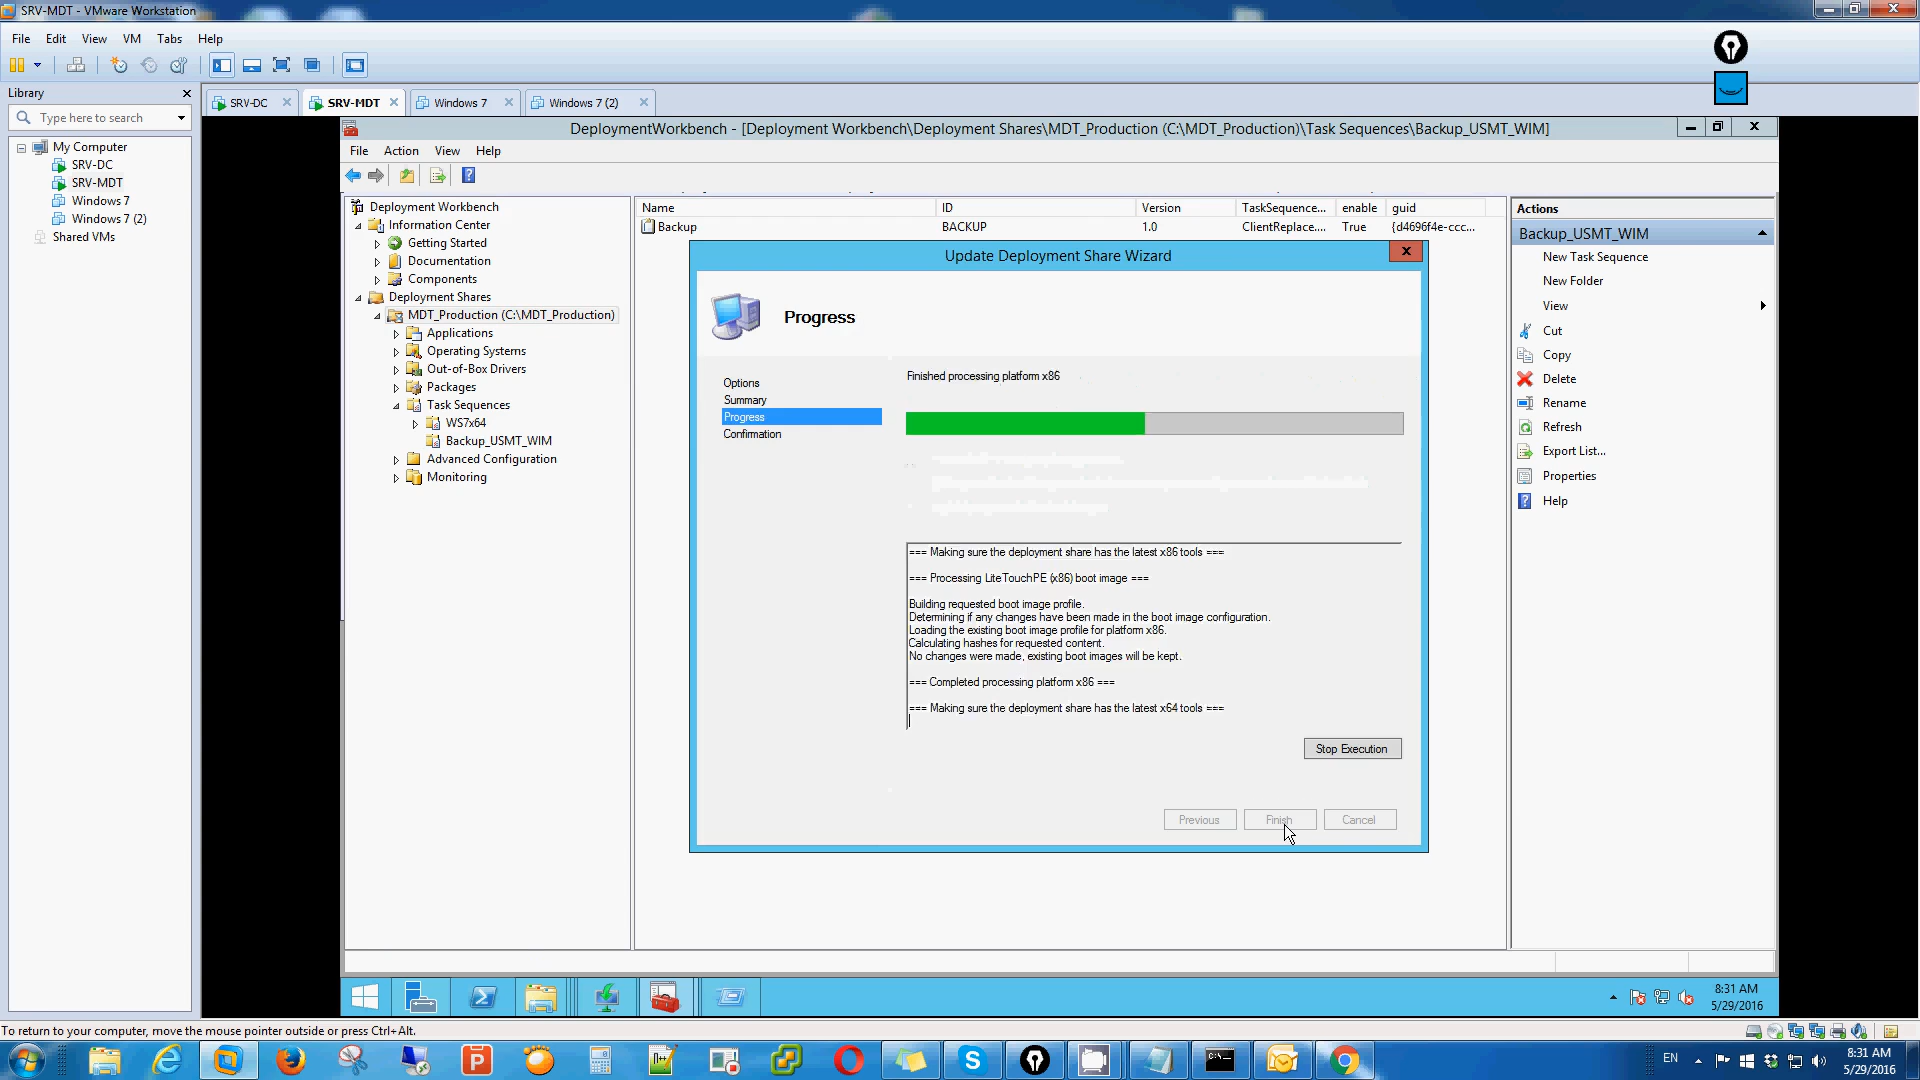 SRV-MDT - VMware Workstation
File Edit View VM Tabs Help
Library
Type here to search
My Computer
SRV-DC
SRV-MDT
Windows 7
Windows 7 (2)
Shared VMs
SRV-DC SRV-MDT Windows 7 Windows 7 (2)
DeploymentWorkbench - [Deployment Workbench\Deployment Shares\MDT_Production (C:\MDT_Production)\Task Sequences\Backup_USMT_WIM]
File Action View Help
Deployment Workbench
Information Center
Getting Started
Documentation
Components
Deployment Shares
MDT_Production (C:\MDT_Production)
Applications
Operating Systems
Out-of-Box Drivers
Packages
Task Sequences
WS7x64
Backup_USMT_WIM
Advanced Configuration
Monitoring
Name ID Version TaskSequence... enable guid
Backup BACKUP 1.0 ClientReplace.... True {d4696f4e-ccc...
Update Deployment Share Wizard
Progress
Options
Summary
Progress
Confirmation
Finished processing platform x86
=== Making sure the deployment share has the latest x86 tools ===
=== Processing LiteTouchPE (x86) boot image ===
Building requested boot image profile.
Determining if any changes have been made in the boot image configuration.
Loading the existing boot image profile for platform x86.
Calculating hashes for requested content.
No changes were made, existing boot images will be kept.
=== Completed processing platform x86 ===
=== Making sure the deployment share has the latest x64 tools ===
Stop Execution
Previous Finish Cancel
Actions
Backup_USMT_WIM
New Task Sequence
New Folder
View
Cut
Copy
Delete
Rename
Refresh
Export List...
Properties
Help
8:31 AM
5/29/2016
To return to your computer, move the mouse pointer outside or press Ctrl+Alt.
EN
8:31 AM
5/29/2016